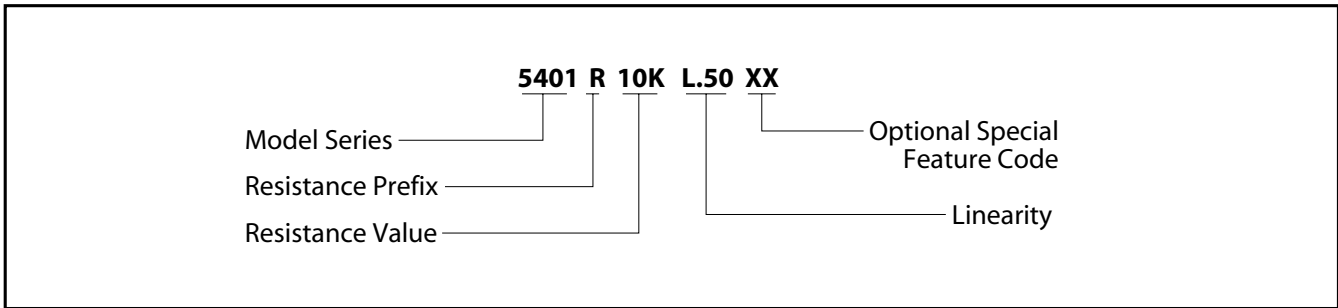 5401 R 10K L.50 XX
Model Series
Resistance Prefix
Resistance Value
Optional Special
Feature Code
Linearity